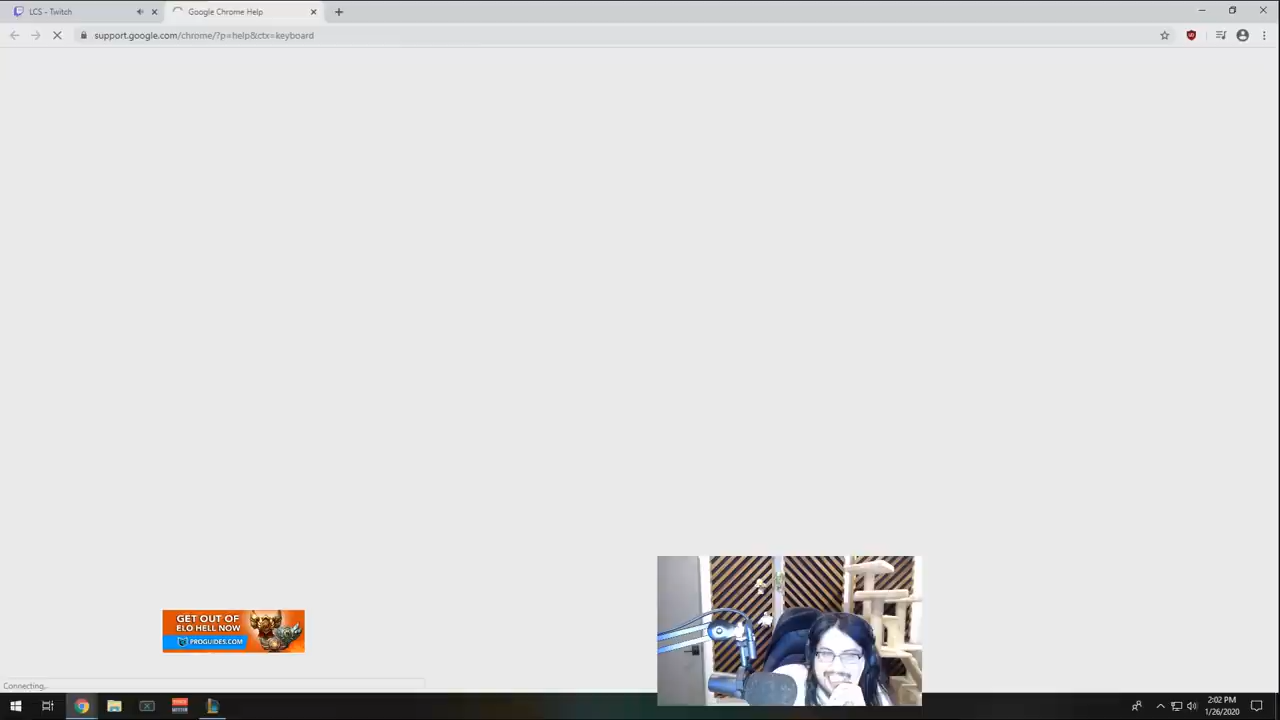 LCS - Twitch
Google Chrome Help
support.google.com/chrome/?p=help&ctx=keyboard
GET OUT OF
ELO HELL NOW
PROGUIDES.COM
Connecting...
2:02 PM
1/26/2020